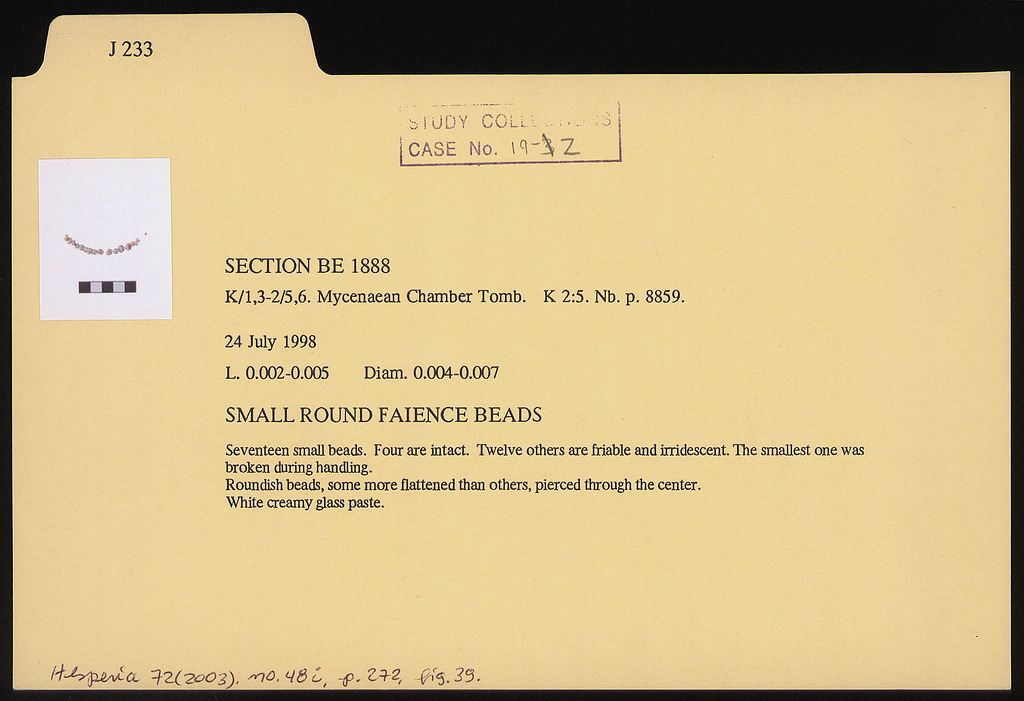 J 233
STUDY COLLECTIONS
CASE No. 19-2
SECTION BE 1888
K/1,3-2/5,6. Mycenaean Chamber Tomb. K 2:5. Nb. p. 8859.
24 July 1998
L. 0.002-0.005 Diam. 0.004-0.007
SMALL ROUND FAIENCE BEADS
Seventeen small beads. Four are intact. Twelve others are friable and irridescent. The smallest one was
broken during handling.
Roundish beads, some more flattened than others, pierced through the center.
White creamy glass paste.
Hesperia 72(2003). no. 48i, p. 272, fig. 39.